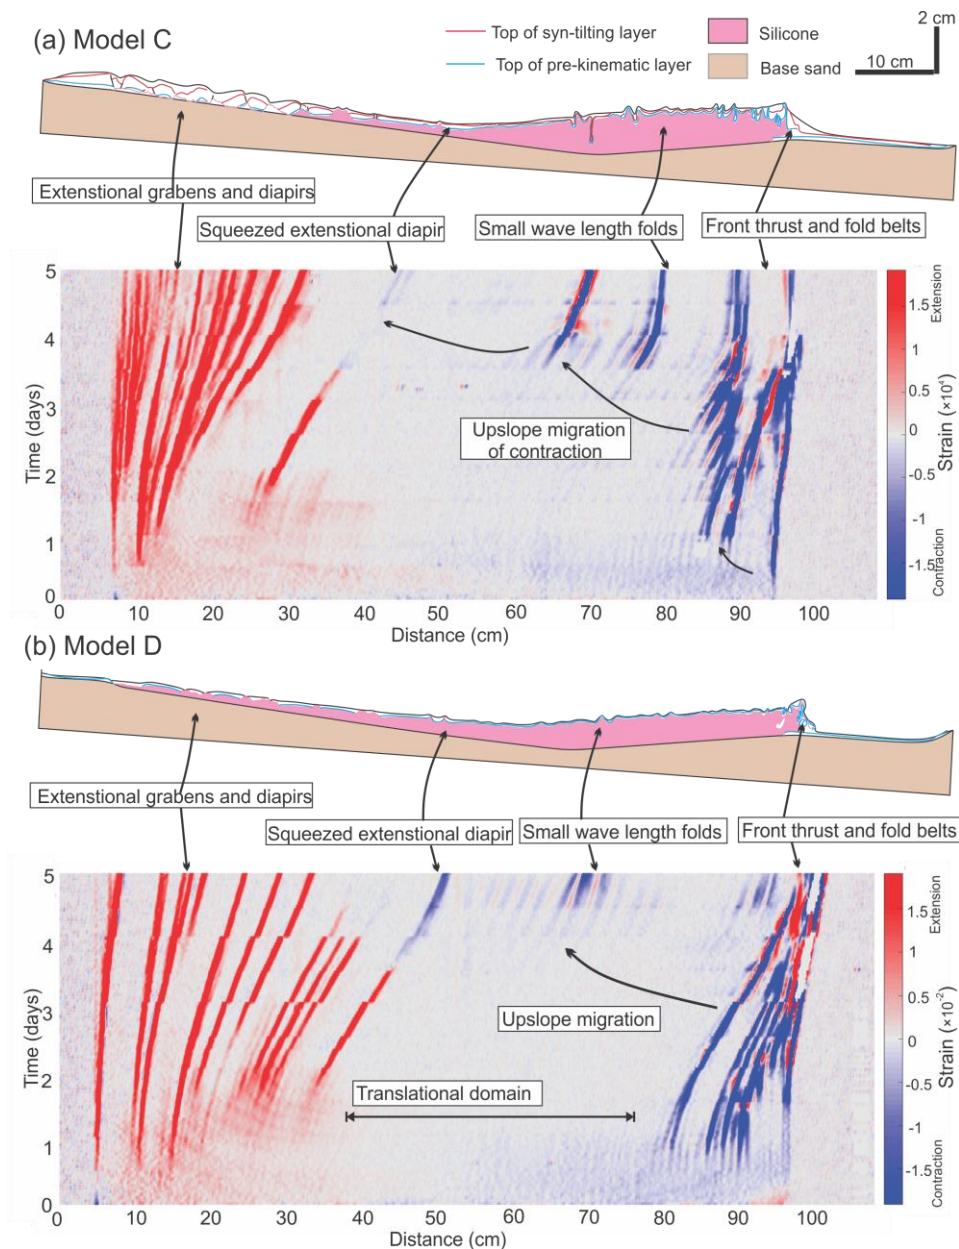 (a) Model C
Top of syn-tilting layer
Top of pre-kinematic layer
Silicone
Base sand
2 cm
10 cm
Extenstional grabens and diapirs
Squeezed extenstional diapir
Small wave length folds
Front thrust and fold belts
Upslope migration
of contraction
Time (days)
5
4
3
2
1
0
0 10 20 30 40 50 60 70 80 90 100
Distance (cm)
Extension
1.5
1
0.5
0
-0.5
-1
-1.5
Contraction
Strain (×10⁴)
(b) Model D
Extenstional grabens and diapirs
Squeezed extenstional diapir
Small wave length folds
Front thrust and fold belts
Upslope migration
Translational domain
Time (days)
5
4
3
2
1
0
0 10 20 30 40 50 60 70 80 90 100
Distance (cm)
Extension
1.5
1
0.5
0
-0.5
-1
-1.5
Contraction
Strain (×10⁻²)